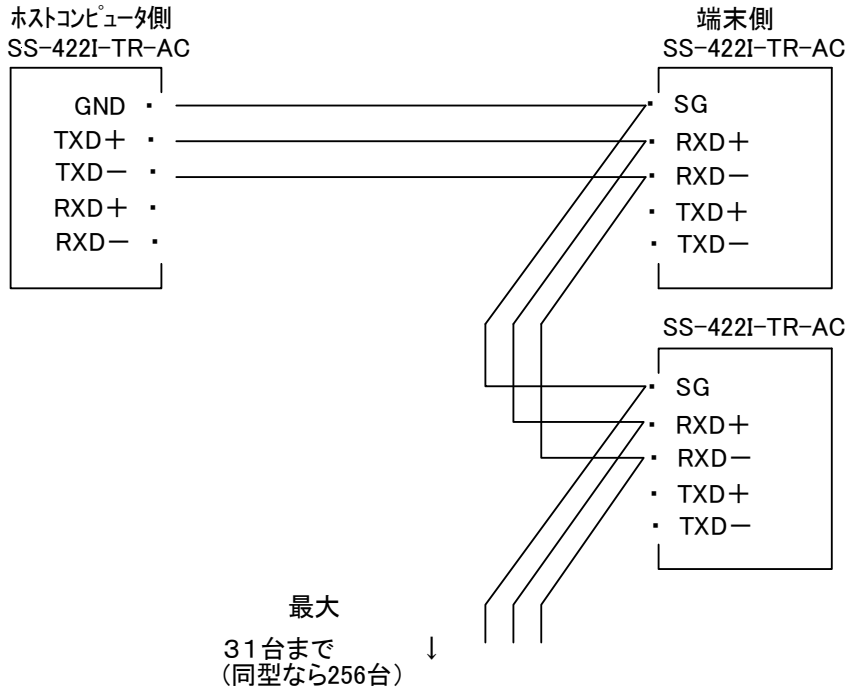 ホストコンピュータ側
SS-422I-TR-AC
GND
TXD＋
TXD－
RXD＋
RXD－
端末側
SS-422I-TR-AC
SG
RXD＋
RXD－
TXD＋
TXD－
SS-422I-TR-AC
SG
RXD＋
RXD－
TXD＋
TXD－
最大
３１台まで ↓
(同型なら256台）